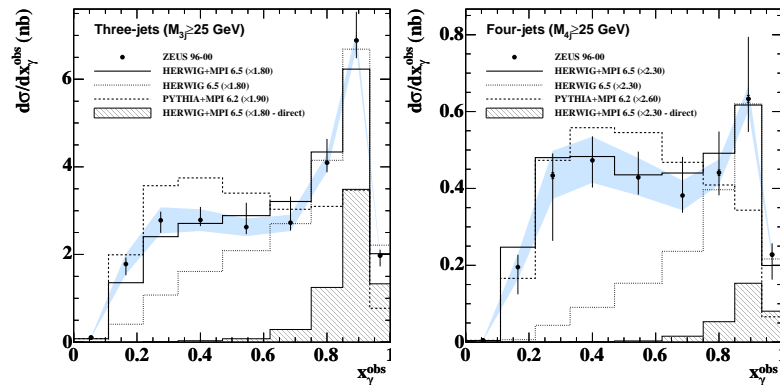 Three-jets (M3j≥25 GeV)
ZEUS 96-00
HERWIG+MPI 6.5 (×1.80)
HERWIG 6.5 (×1.80)
PYTHIA+MPI 6.2 (×1.90)
HERWIG+MPI 6.5 (×1.80 - direct)
dσ/dxγobs (nb)
6
4
2
0
0 0.2 0.4 0.6 0.8 1
xγobs
Four-jets (M4j≥25 GeV)
ZEUS 96-00
HERWIG+MPI 6.5 (×2.30)
HERWIG 6.5 (×2.30)
PYTHIA+MPI 6.2 (×2.60)
HERWIG+MPI 6.5 (×2.30 - direct)
dσ/dxγobs (nb)
0.8
0.6
0.4
0.2
0
0 0.2 0.4 0.6 0.8 1
xγobs